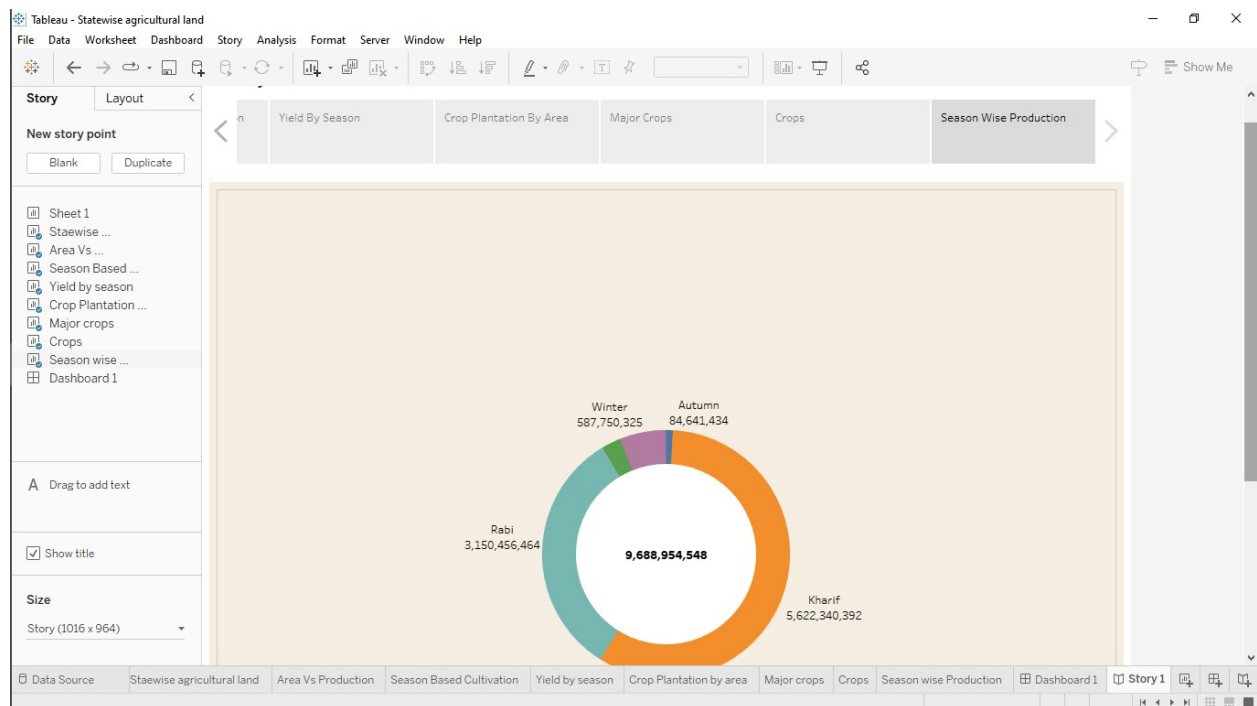 Tableau - Statewise agricultural land
File Data Worksheet Dashboard Story Analysis Format Server Window Help
Show Me
Story Layout
New story point
Blank Duplicate
n Yield By Season Crop Plantation By Area Major Crops Crops Season Wise Production
Sheet 1
Staewise ...
Area Vs ...
Season Based ...
Yield by season
Crop Plantation ...
Major crops
Crops
Season wise ...
Dashboard 1
A Drag to add text
Show title
Size
Story (1016 x 964)
Winter
587,750,325
Autumn
84,641,434
Rabi
3,150,456,464
9,688,954,548
Kharif
5,622,340,392
Data Source Staewise agricultural land Area Vs Production Season Based Cultivation Yield by season Crop Plantation by area Major crops Crops Season wise Production Dashboard 1 Story 1